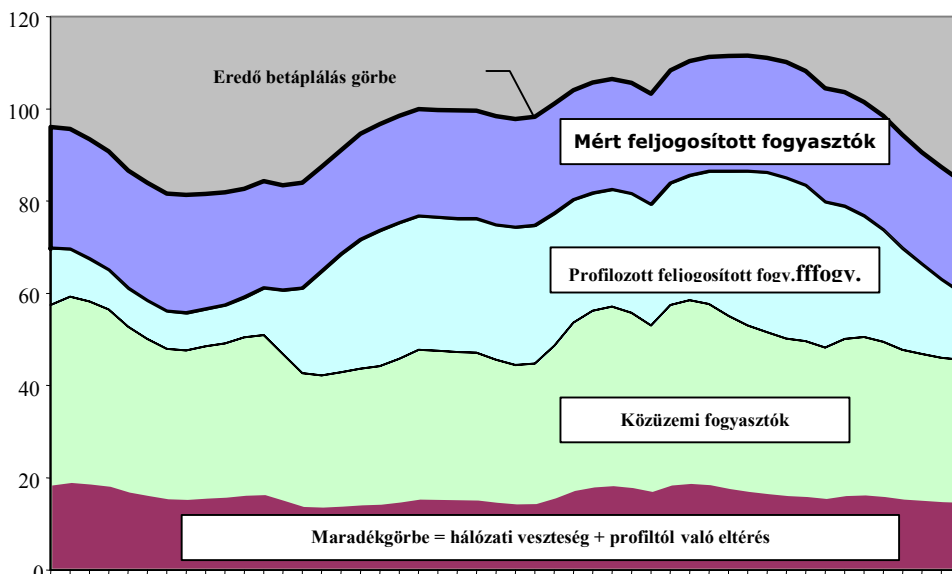 120
100
80
60
40
20
0
Eredő betáplálás görbe
Mért feljogosított fogyasztók
Profilozott feljogosított fogy.fffogy.
Közüzemi fogyasztók
Maradékgörbe = hálózati veszteség + profiltól való eltérés